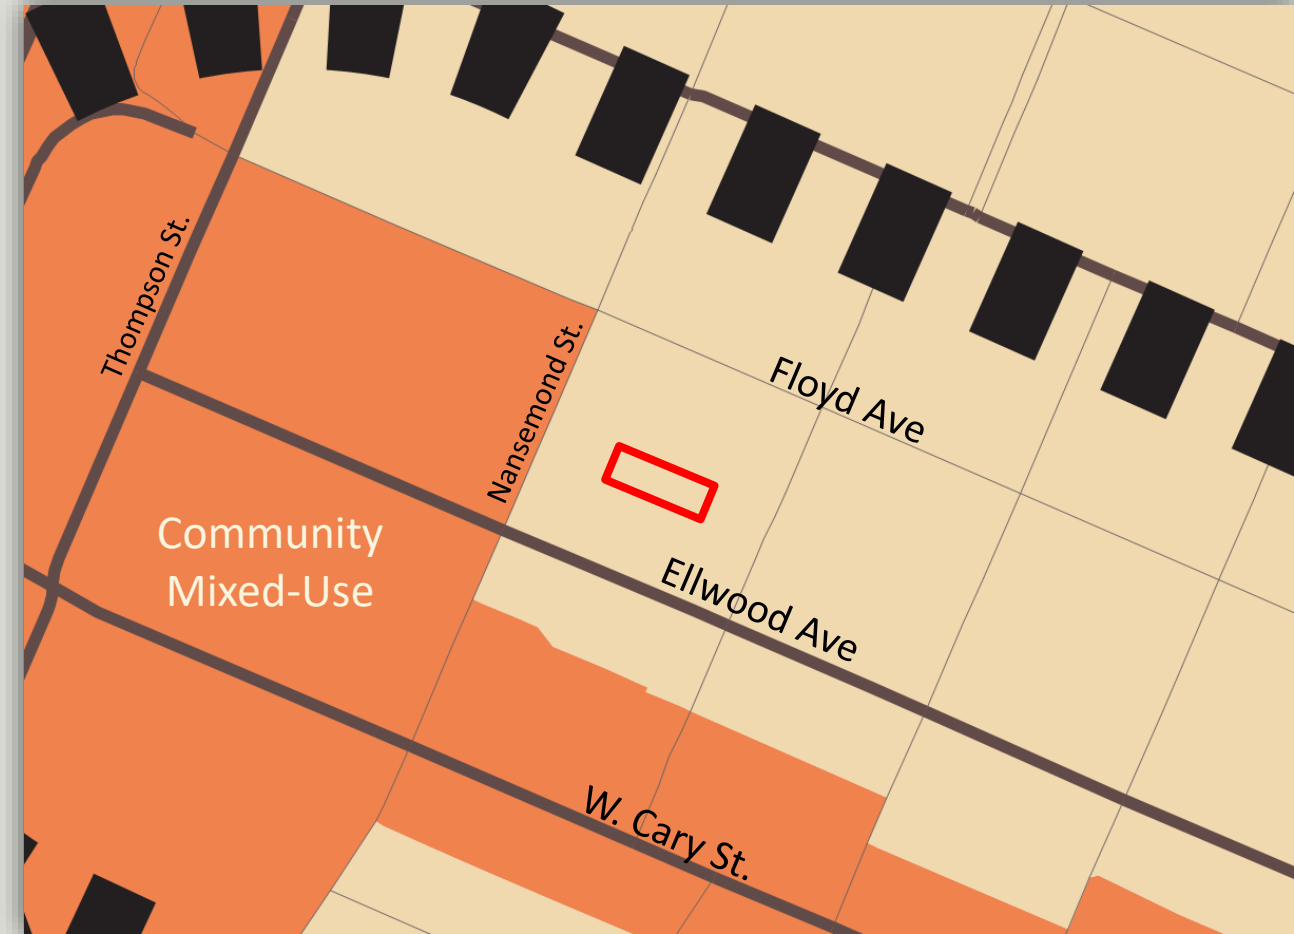 Thompson St.
Nansemond St.
Floyd Ave
Community
Mixed-Use
Ellwood Ave
W. Cary St.